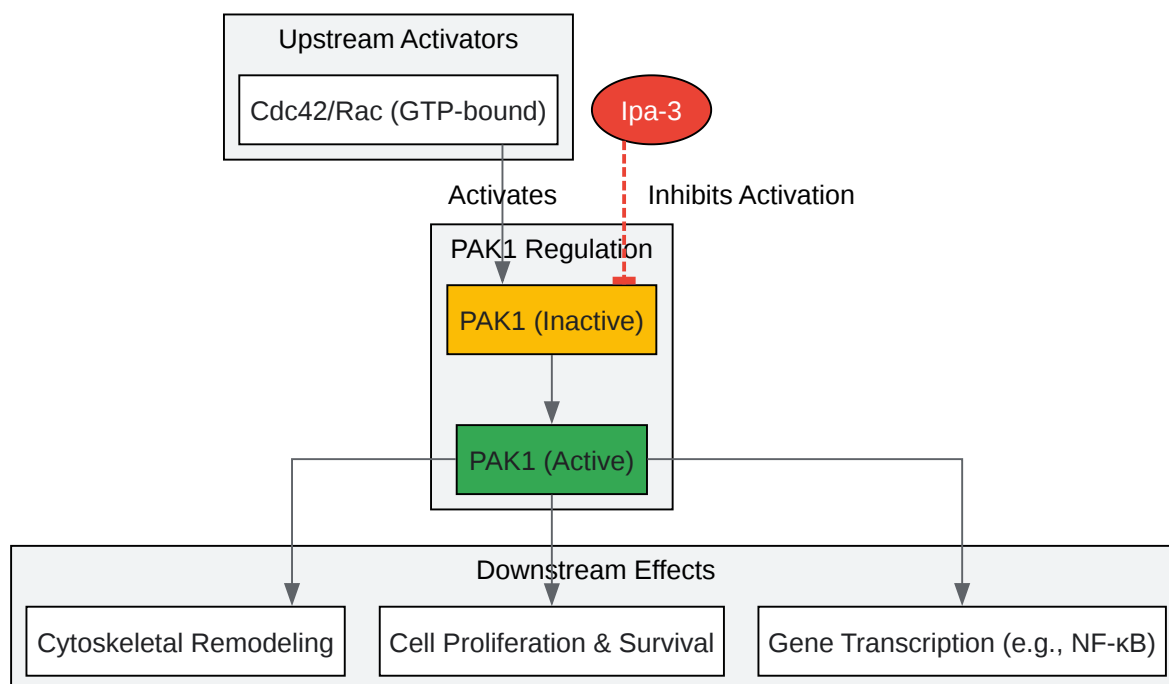 Upstream Activators
Cdc42/Rac (GTP-bound)
Ipa-3
Activates
Inhibits Activation
PAK1 Regulation
PAK1 (Inactive)
PAK1 (Active)
Downstream Effects
Cytoskeletal Remodeling
Cell Proliferation & Survival
Gene Transcription (e.g., NF-κB)